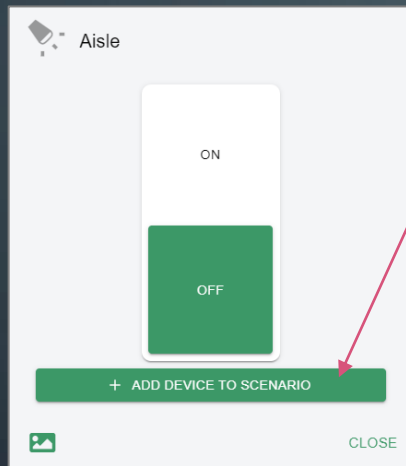 Aisle
ON
OFF
+ ADD DEVICE TO SCENARIO
CLOSE